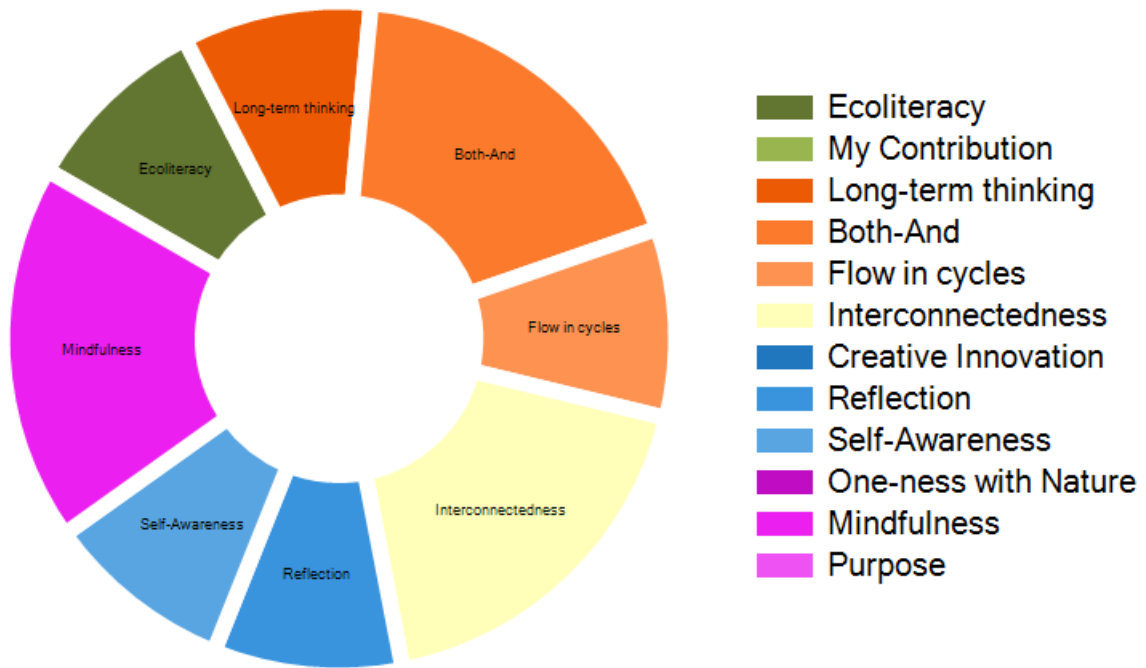 Long-term thinking
Both-And
Ecoliteracy
Flow in cycles
Mindfulness
Interconnectedness
Self-Awareness
Reflection
Ecoliteracy
My Contribution
Long-term thinking
Both-And
Flow in cycles
Interconnectedness
Creative Innovation
Reflection
Self-Awareness
One-ness with Nature
Mindfulness
Purpose